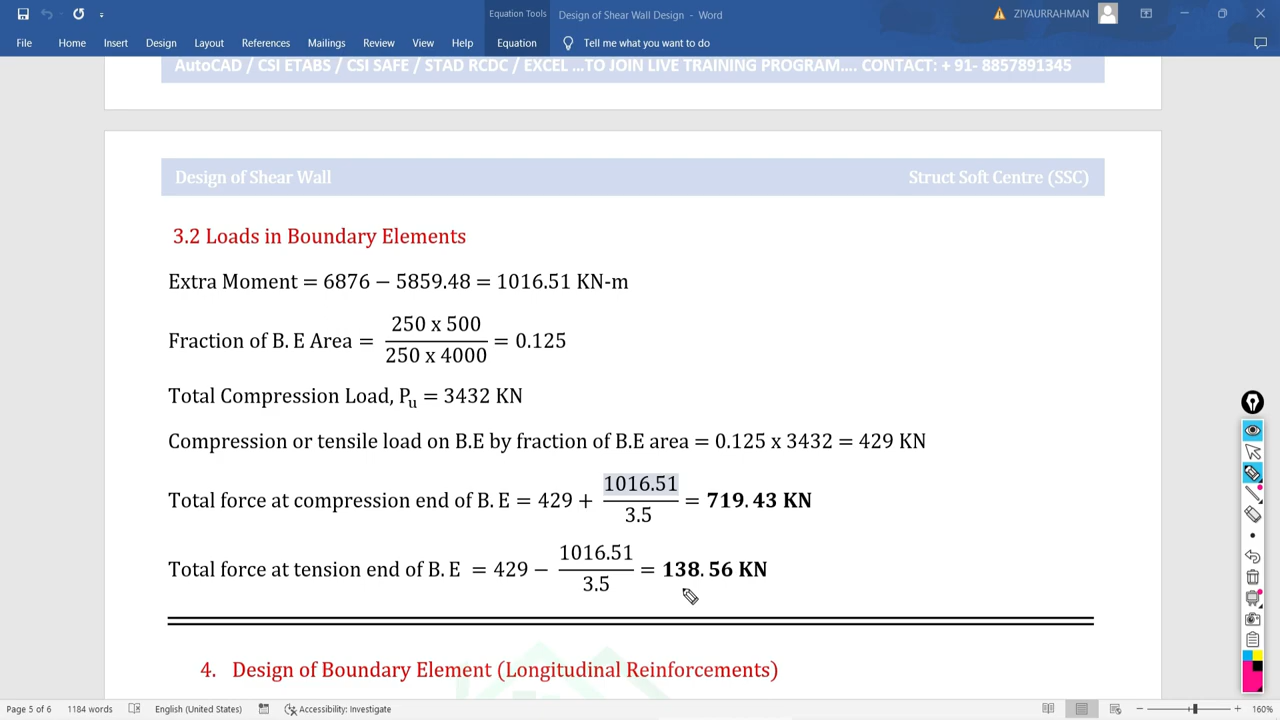 Equation Tools
Design of Shear Wall Design - Word
ZIYAURRAHMAN
File Home Insert Design Layout References Mailings Review View Help Equation Tell me what you want to do
AutoCAD / CSI ETABS / CSI SAFE / STAD RCDC / EXCEL ...TO JOIN LIVE TRAINING PROGRAM.... CONTACT: + 91- 8857891345
Design of Shear Wall Struct Soft Centre (SSC)
3.2 Loads in Boundary Elements
Extra Moment = 6876 − 5859.48 = 1016.51 KN-m
Fraction of B. E Area = 250 x 500 / 250 x 4000 = 0.125
Total Compression Load, Pu = 3432 KN
Compression or tensile load on B.E by fraction of B.E area = 0.125 x 3432 = 429 KN
Total force at compression end of B. E = 429 + 1016.51 / 3.5 = 719.43 KN
Total force at tension end of B. E = 429 − 1016.51 / 3.5 = 138.56 KN
4. Design of Boundary Element (Longitudinal Reinforcements)
Page 5 of 6 1184 words English (United States) Accessibility: Investigate 160%